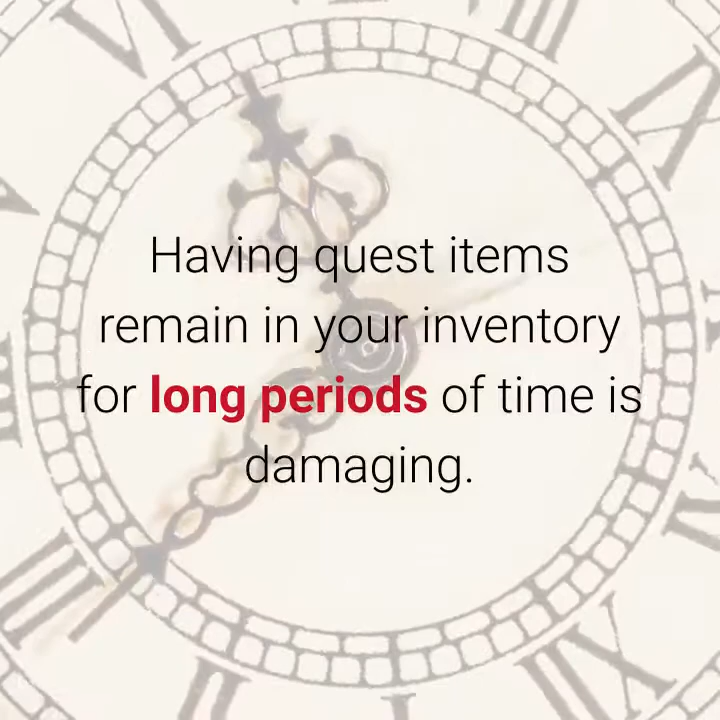 Having quest items
remain in your inventory
for long periods of time is
damaging.